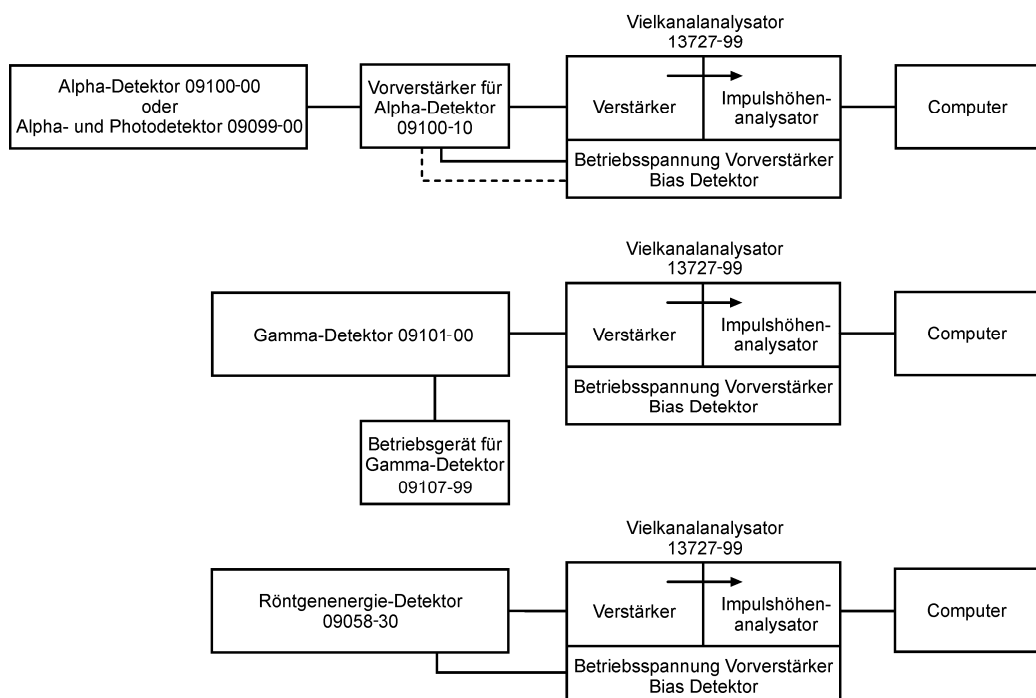 Vielkanalanalysator
13727-99
Alpha-Detektor 09100-00
oder
Alpha- und Photodetektor 09099-00
Vorverstärker für
Alpha-Detektor
09100-10
Verstärker
Impulshöhen-
analysator
Betriebsspannung Vorverstärker
Bias Detektor
Computer
Vielkanalanalysator
13727-99
Gamma-Detektor 09101-00
Verstärker
Impulshöhen-
analysator
Betriebsspannung Vorverstärker
Bias Detektor
Computer
Betriebsgerät für
Gamma-Detektor
09107-99
Vielkanalanalysator
13727-99
Röntgenenergie-Detektor
09058-30
Verstärker
Impulshöhen-
analysator
Betriebsspannung Vorverstärker
Bias Detektor
Computer